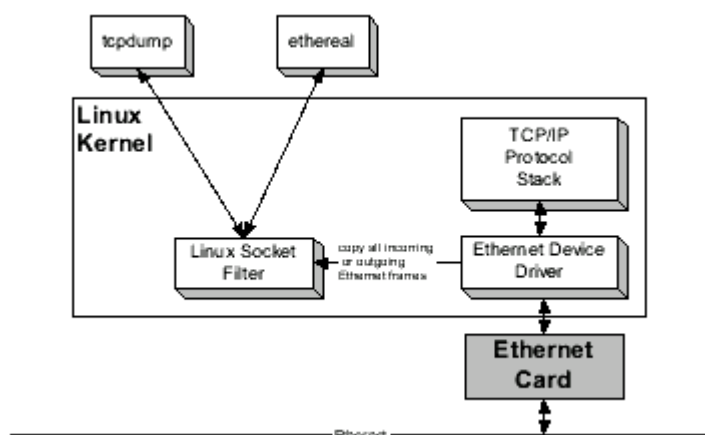 tcpdump
ethereal
Linux
Kernel
TCP/IP
Protocol
Stack
Linux Socket
Filter
copy all incoming
or outgoing
Ethernet frames
Ethernet Device
Driver
Ethernet
Card
Ethernet